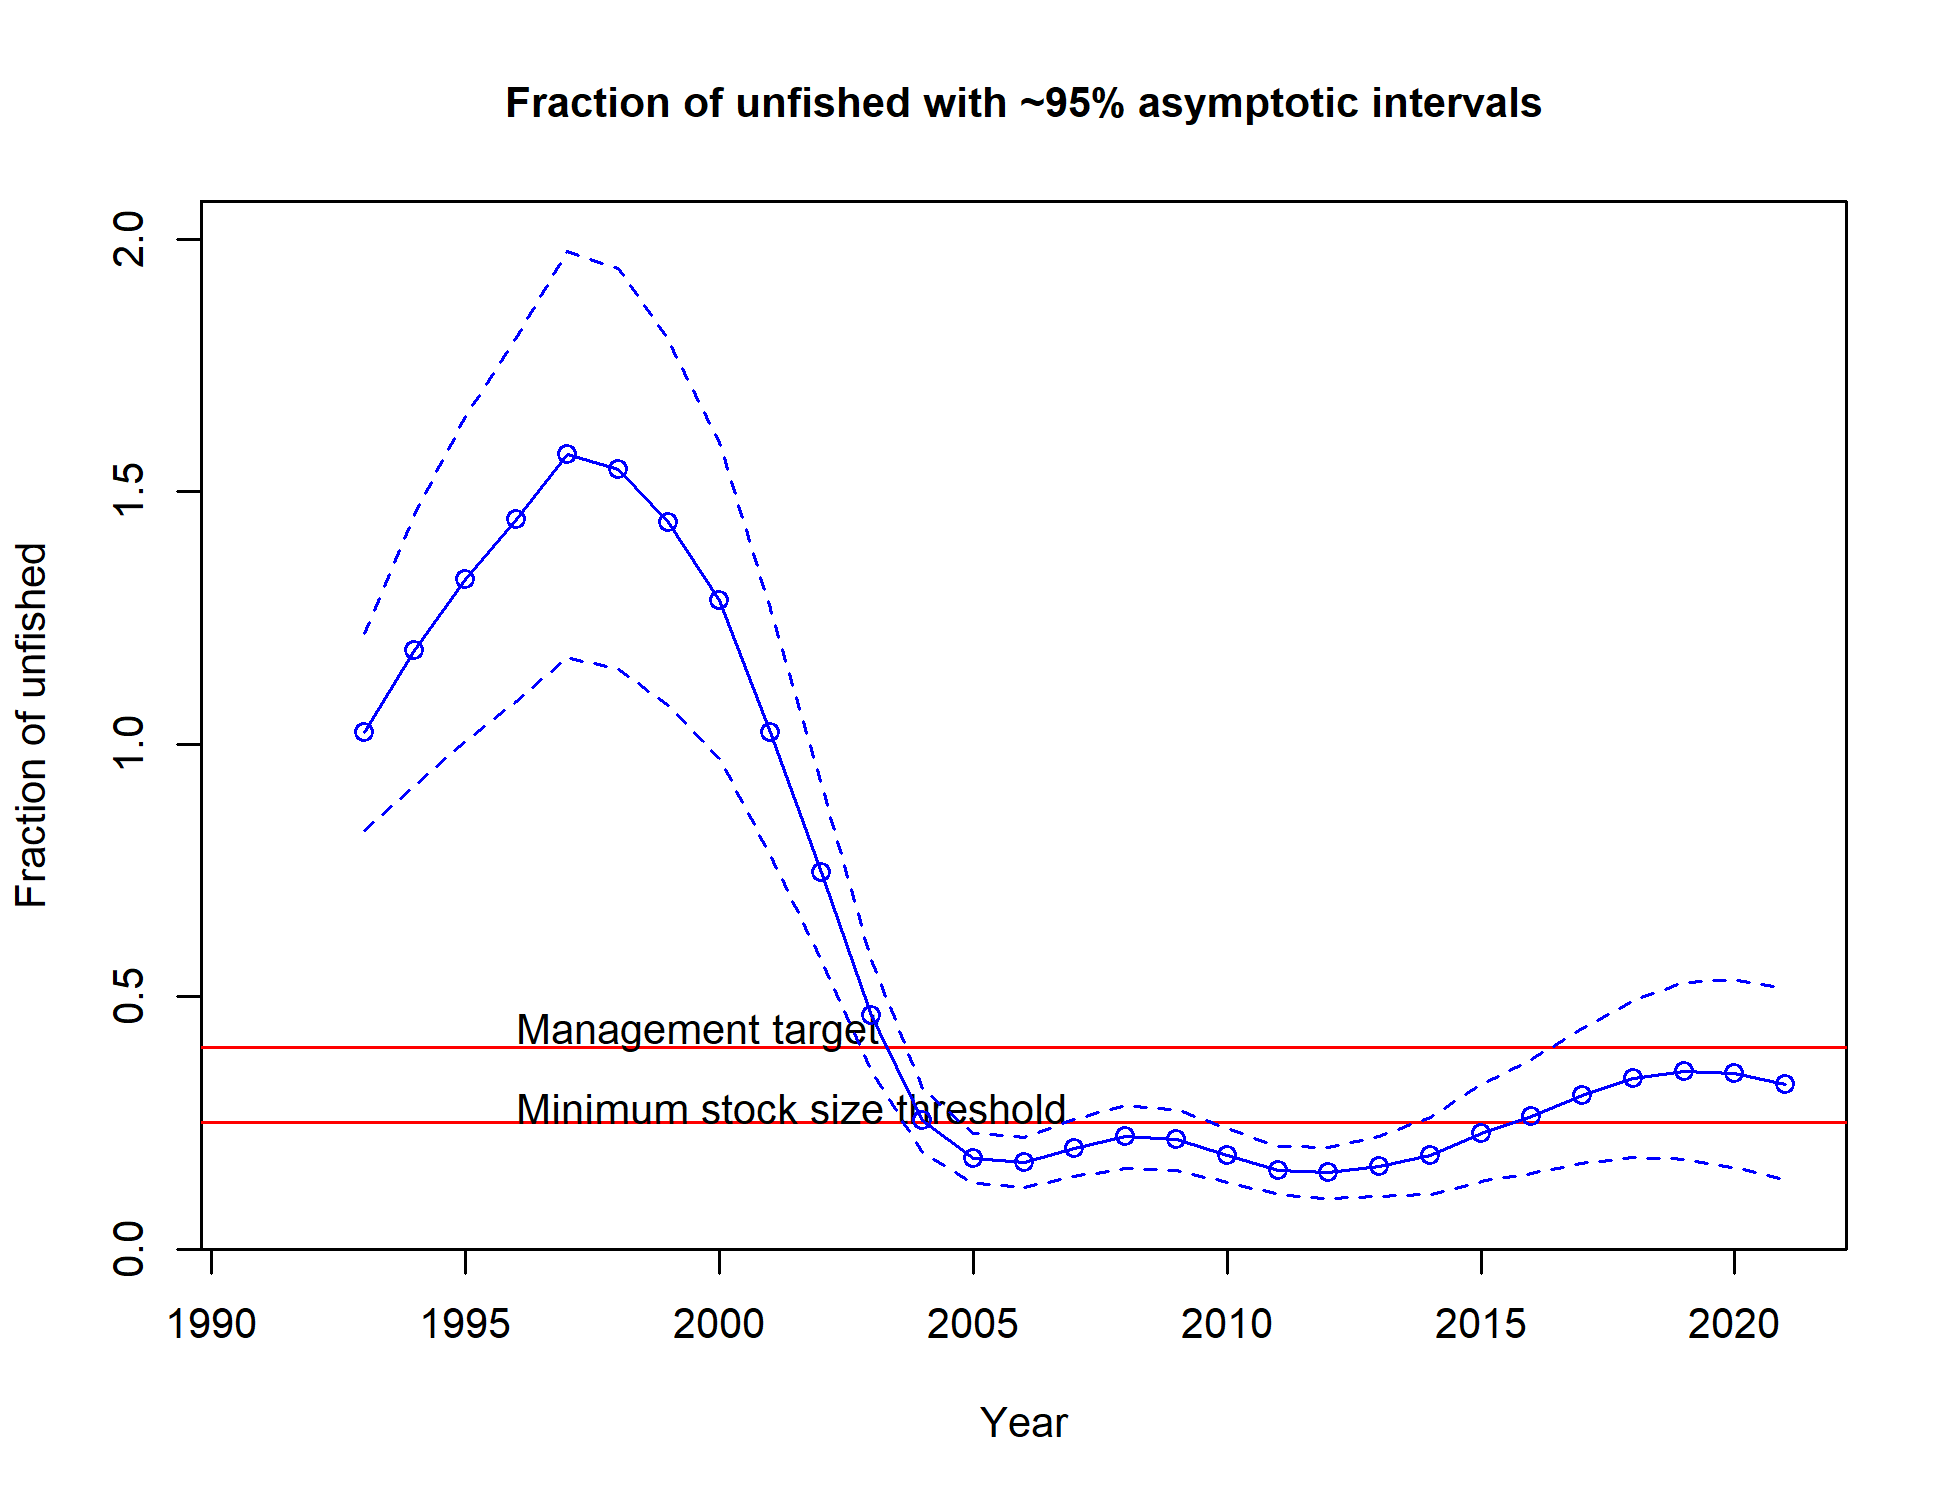 Fraction of unfished with ~95% asymptotic intervals
Fraction of unfished
2.0
1.5
1.0
0.5
0.0
Management target
Minimum stock size threshold
1990 1995 2000 2005 2010 2015 2020
Year